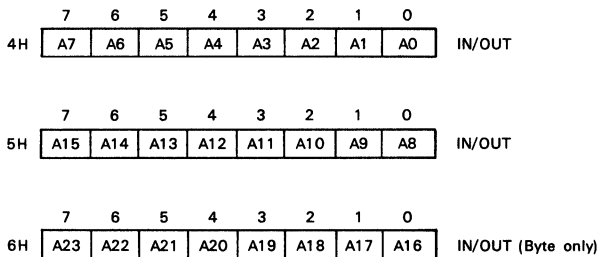 7 6 5 4 3 2 1 0
4H A7 A6 A5 A4 A3 A2 A1 A0 IN/OUT
7 6 5 4 3 2 1 0
5H A15 A14 A13 A12 A11 A10 A9 A8 IN/OUT
7 6 5 4 3 2 1 0
6H A23 A22 A21 A20 A19 A18 A17 A16 IN/OUT (Byte only)